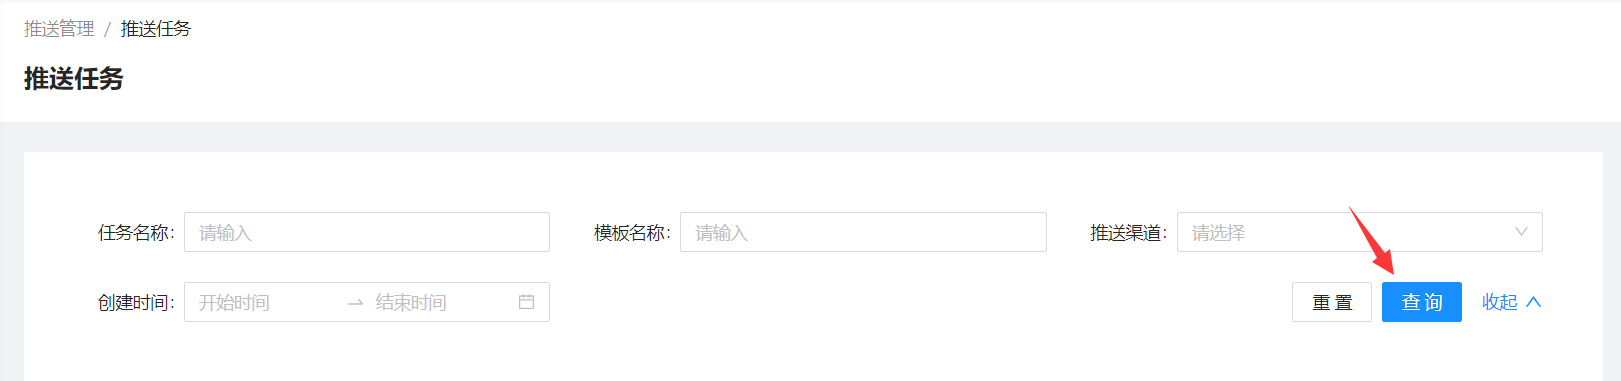 推送管理 / 推送任务
推送任务
任务名称: 请输入 模板名称: 请输入 推送渠道: 请选择
创建时间: 开始时间 → 结束时间 重置 查询 收起